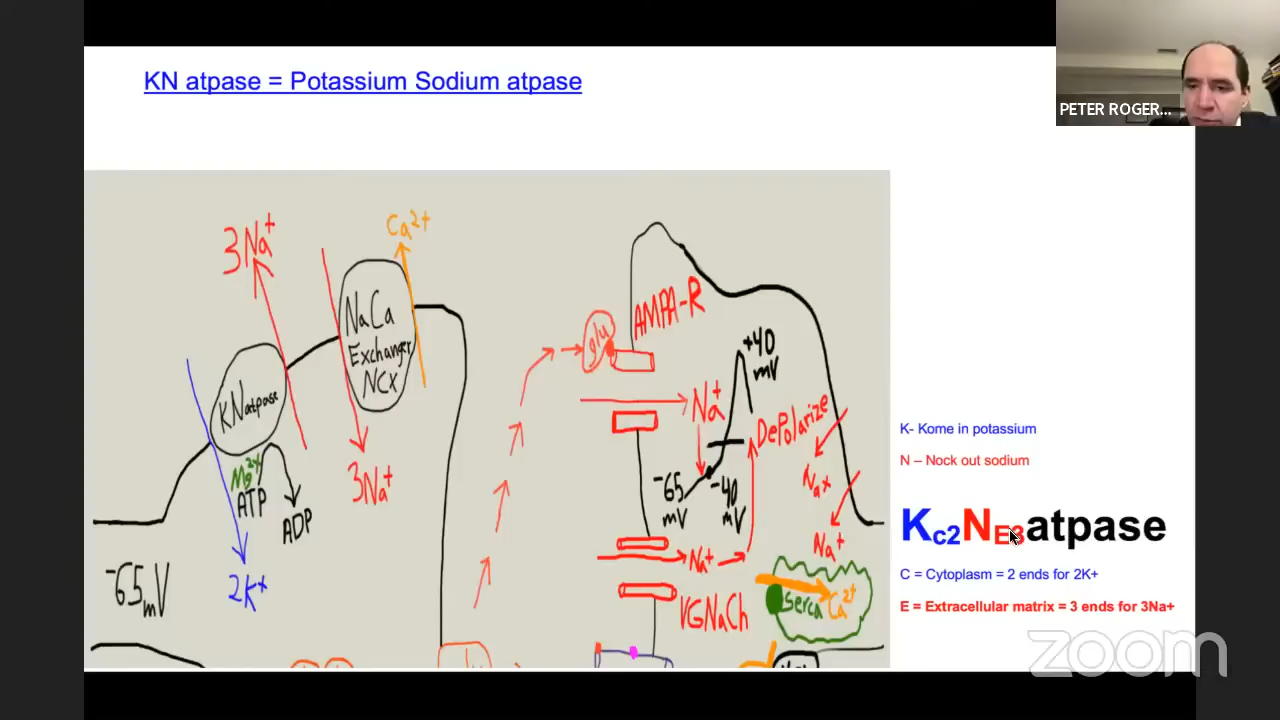 KN atpase = Potassium Sodium atpase
PETER ROGER...
3Na+
Ca2+
NaCa
Exchanger
NCX
KNatpase
Mg2+
ATP
ADP
3Na+
-65 mV
2K+
glu
AMPA-R
Na+
+40 mV
DePolarize
-65 mV
-40 mV
Na+
Na+
Na+
VGNaCh
Serca
Ca2+
K- Kome in potassium
N – Nock out sodium
Kc2NE3atpase
C = Cytoplasm = 2 ends for 2K+
E = Extracellular matrix = 3 ends for 3Na+
zoom